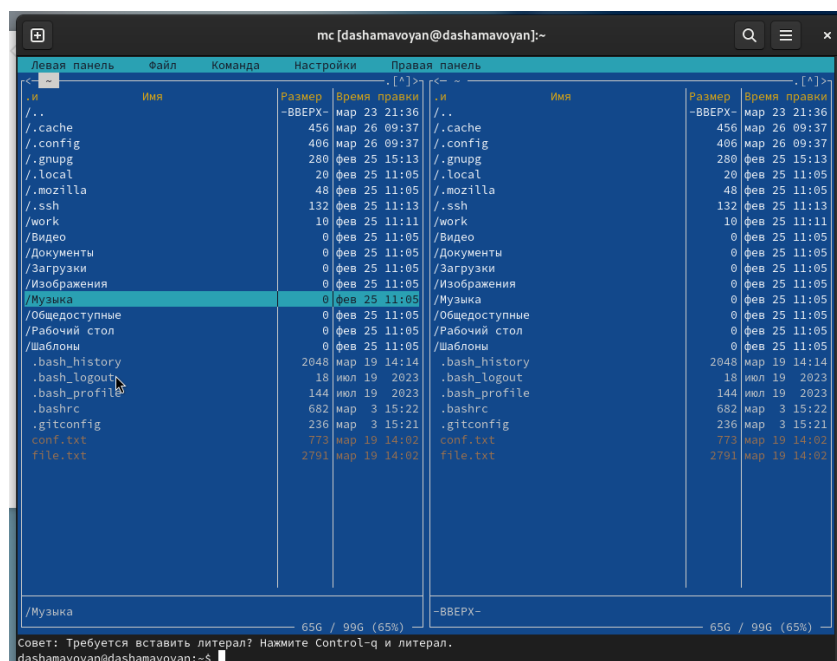 mc [dashamavoyan@dashamavoyan]:~
Левая панель Файл Команда Настройки Правая панель
<— ~ .[^]> <— ~ .[^]>
.и Имя Размер Время правки .и Имя Размер Время правки
/.. -ВВЕРХ- мар 23 21:36 /.. -ВВЕРХ- мар 23 21:36
/.cache 456 мар 26 09:37 /.cache 456 мар 26 09:37
/.config 406 мар 26 09:37 /.config 406 мар 26 09:37
/.gnupg 280 фев 25 15:13 /.gnupg 280 фев 25 15:13
/.local 20 фев 25 11:05 /.local 20 фев 25 11:05
/.mozilla 48 фев 25 11:05 /.mozilla 48 фев 25 11:05
/.ssh 132 фев 25 11:13 /.ssh 132 фев 25 11:13
/work 10 фев 25 11:11 /work 10 фев 25 11:11
/Видео 0 фев 25 11:05 /Видео 0 фев 25 11:05
/Документы 0 фев 25 11:05 /Документы 0 фев 25 11:05
/Загрузки 0 фев 25 11:05 /Загрузки 0 фев 25 11:05
/Изображения 0 фев 25 11:05 /Изображения 0 фев 25 11:05
/Музыка 0 фев 25 11:05 /Музыка 0 фев 25 11:05
/Общедоступные 0 фев 25 11:05 /Общедоступные 0 фев 25 11:05
/Рабочий стол 0 фев 25 11:05 /Рабочий стол 0 фев 25 11:05
/Шаблоны 0 фев 25 11:05 /Шаблоны 0 фев 25 11:05
.bash_history 2048 мар 19 14:14 .bash_history 2048 мар 19 14:14
.bash_logout 18 июл 19 2023 .bash_logout 18 июл 19 2023
.bash_profile 144 июл 19 2023 .bash_profile 144 июл 19 2023
.bashrc 682 мар 3 15:22 .bashrc 682 мар 3 15:22
.gitconfig 236 мар 3 15:21 .gitconfig 236 мар 3 15:21
conf.txt 773 мар 19 14:02 conf.txt 773 мар 19 14:02
file.txt 2791 мар 19 14:02 file.txt 2791 мар 19 14:02
/Музыка -ВВЕРХ-
65G / 99G (65%) 65G / 99G (65%)
Совет: Требуется вставить литерал? Нажмите Control-q и литерал.
dashamavoyan@dashamavoyan:~$